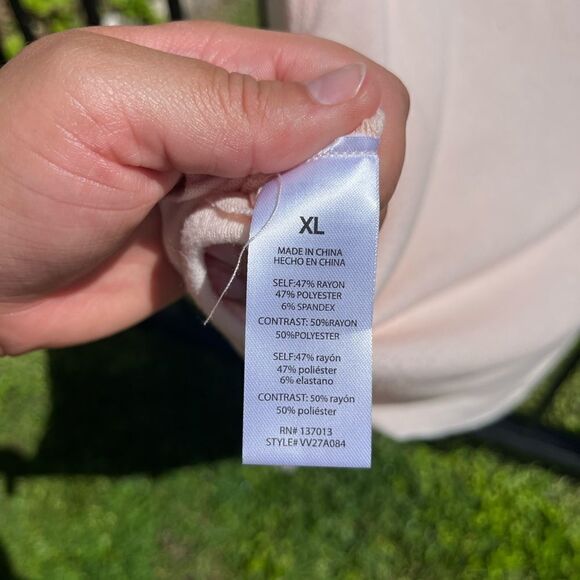 XL
MADE IN CHINA
HECHO EN CHINA
SELF:47% RAYON
47% POLYESTER
6% SPANDEX
CONTRAST: 50%RAYON
50%POLYESTER
SELF:47% rayón
47% poliéster
6% elastano
CONTRAST: 50% rayón
50% poliéster
RN# 137013
STYLE# VV27A084